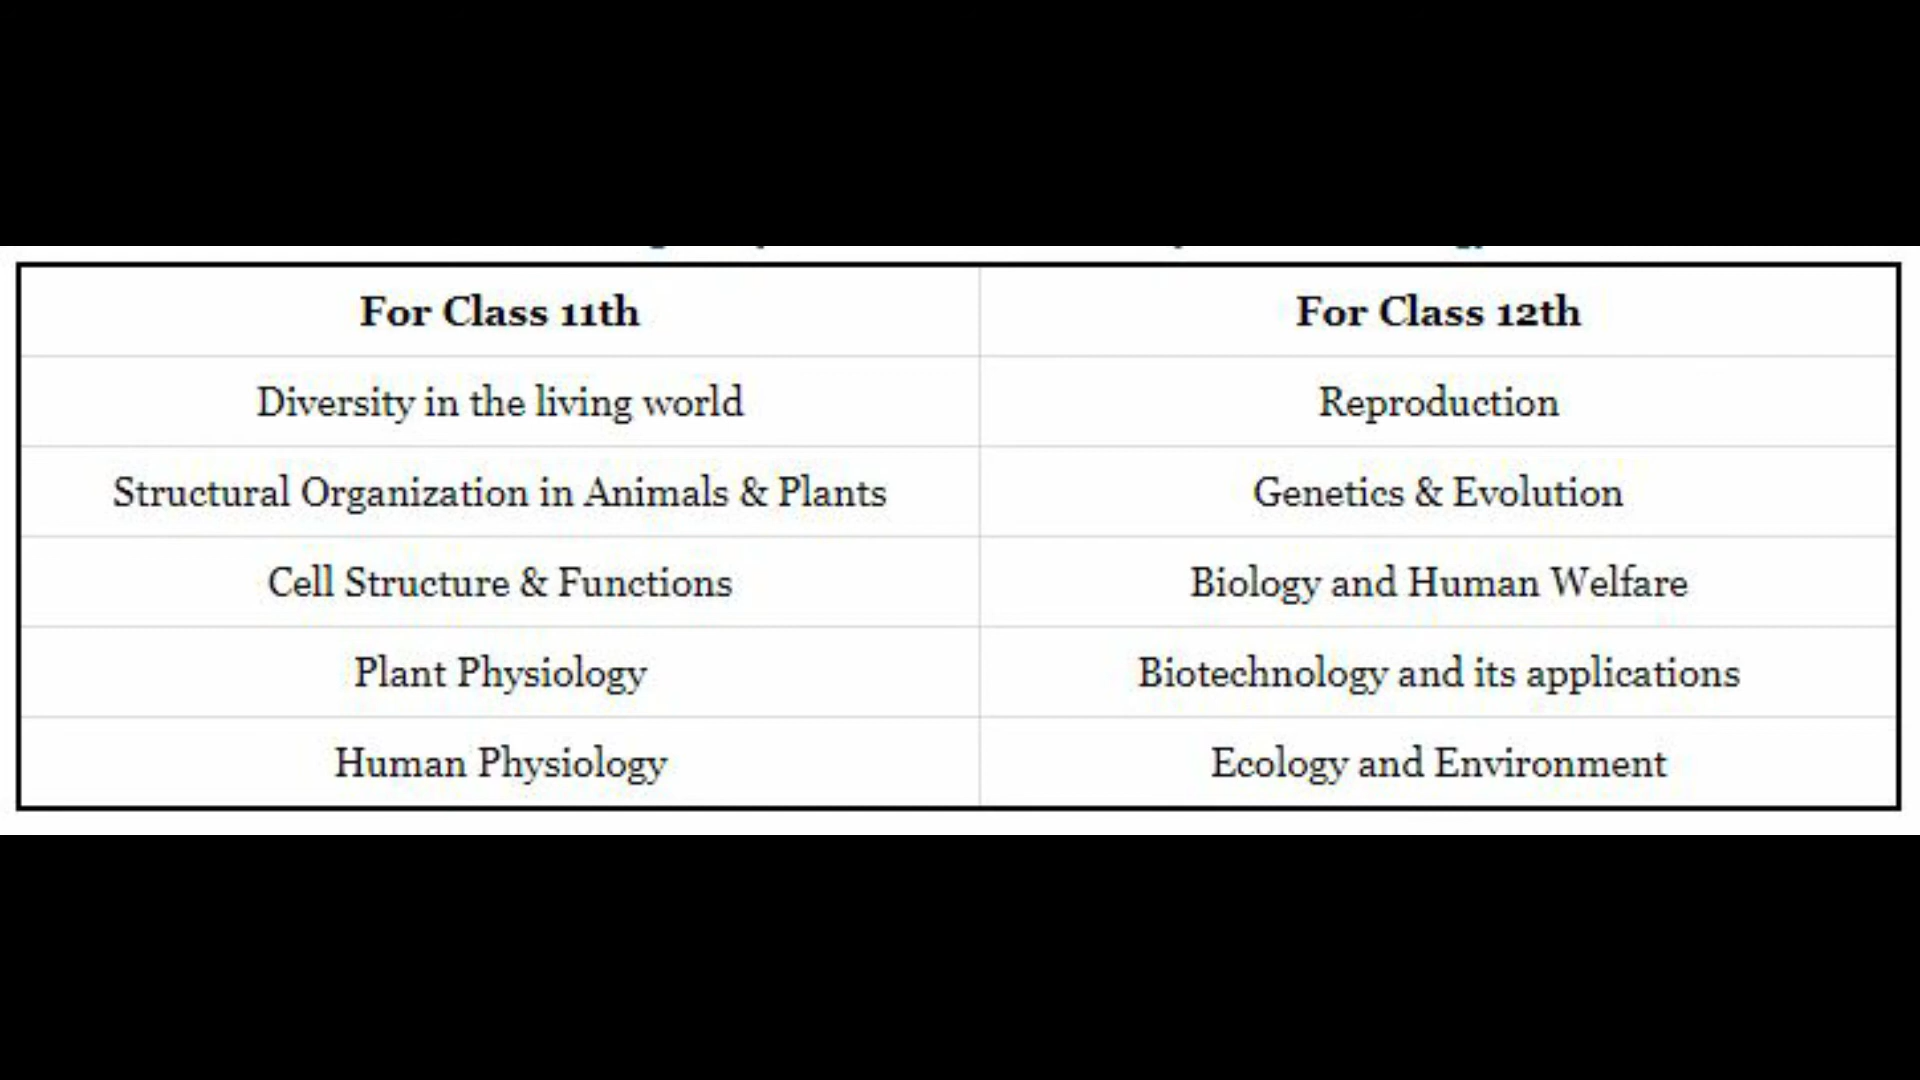 For Class 11th For Class 12th
Diversity in the living world Reproduction
Structural Organization in Animals & Plants Genetics & Evolution
Cell Structure & Functions Biology and Human Welfare
Plant Physiology Biotechnology and its applications
Human Physiology Ecology and Environment